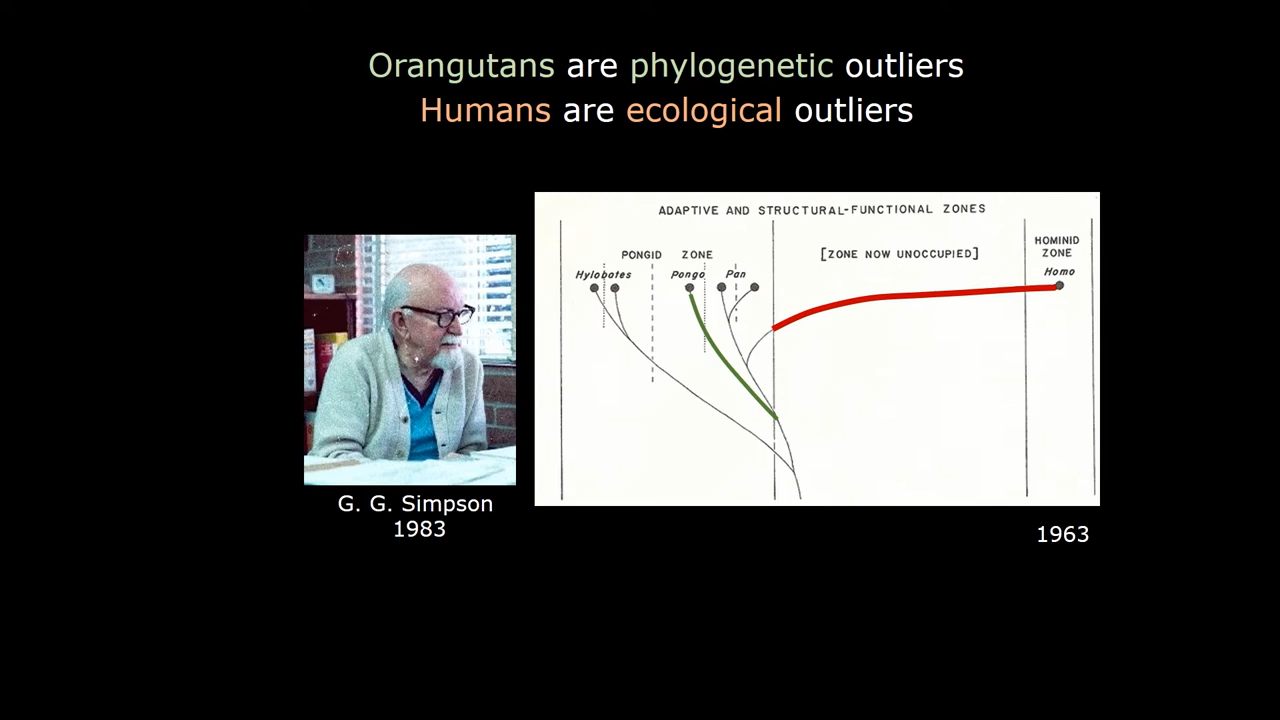 Orangutans are phylogenetic outliers
Humans are ecological outliers
ADAPTIVE AND STRUCTURAL-FUNCTIONAL ZONES
PONGID ZONE
[ZONE NOW UNOCCUPIED]
HOMINID
ZONE
Hylobates
Pongo
Pan
Homo
G. G. Simpson
1983
1963